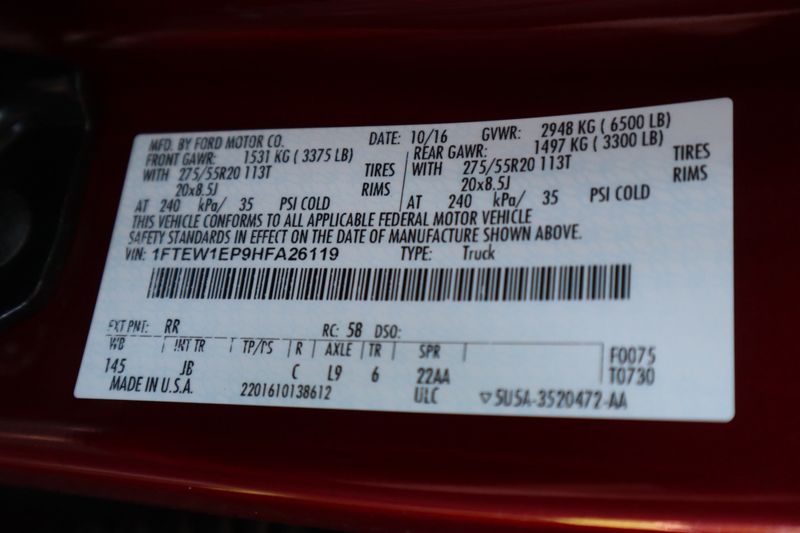 MFD. BY FORD MOTOR CO. DATE: 10/16 GVWR: 2948 KG ( 6500 LB)
FRONT GAWR: 1531 KG ( 3375 LB) REAR GAWR: 1497 KG ( 3300 LB)
WITH 275/55R20 113T TIRES WITH 275/55R20 113T TIRES
20x8.5J RIMS 20x8.5J RIMS
AT 240 kPa/ 35 PSI COLD AT 240 kPa/ 35 PSI COLD
THIS VEHICLE CONFORMS TO ALL APPLICABLE FEDERAL MOTOR VEHICLE
SAFETY STANDARDS IN EFFECT ON THE DATE OF MANUFACTURE SHOWN ABOVE.
VIN: 1FTEW1EP9HFA26119 TYPE: Truck
EXT PNT: RR RC: 58 DSO:
WB INT TR TP/PS R AXLE TR SPR F0075
145 JB C L9 6 22AA T0730
MADE IN U.S.A. 2201610138612 ULC ▽5U5A-3520472-AA